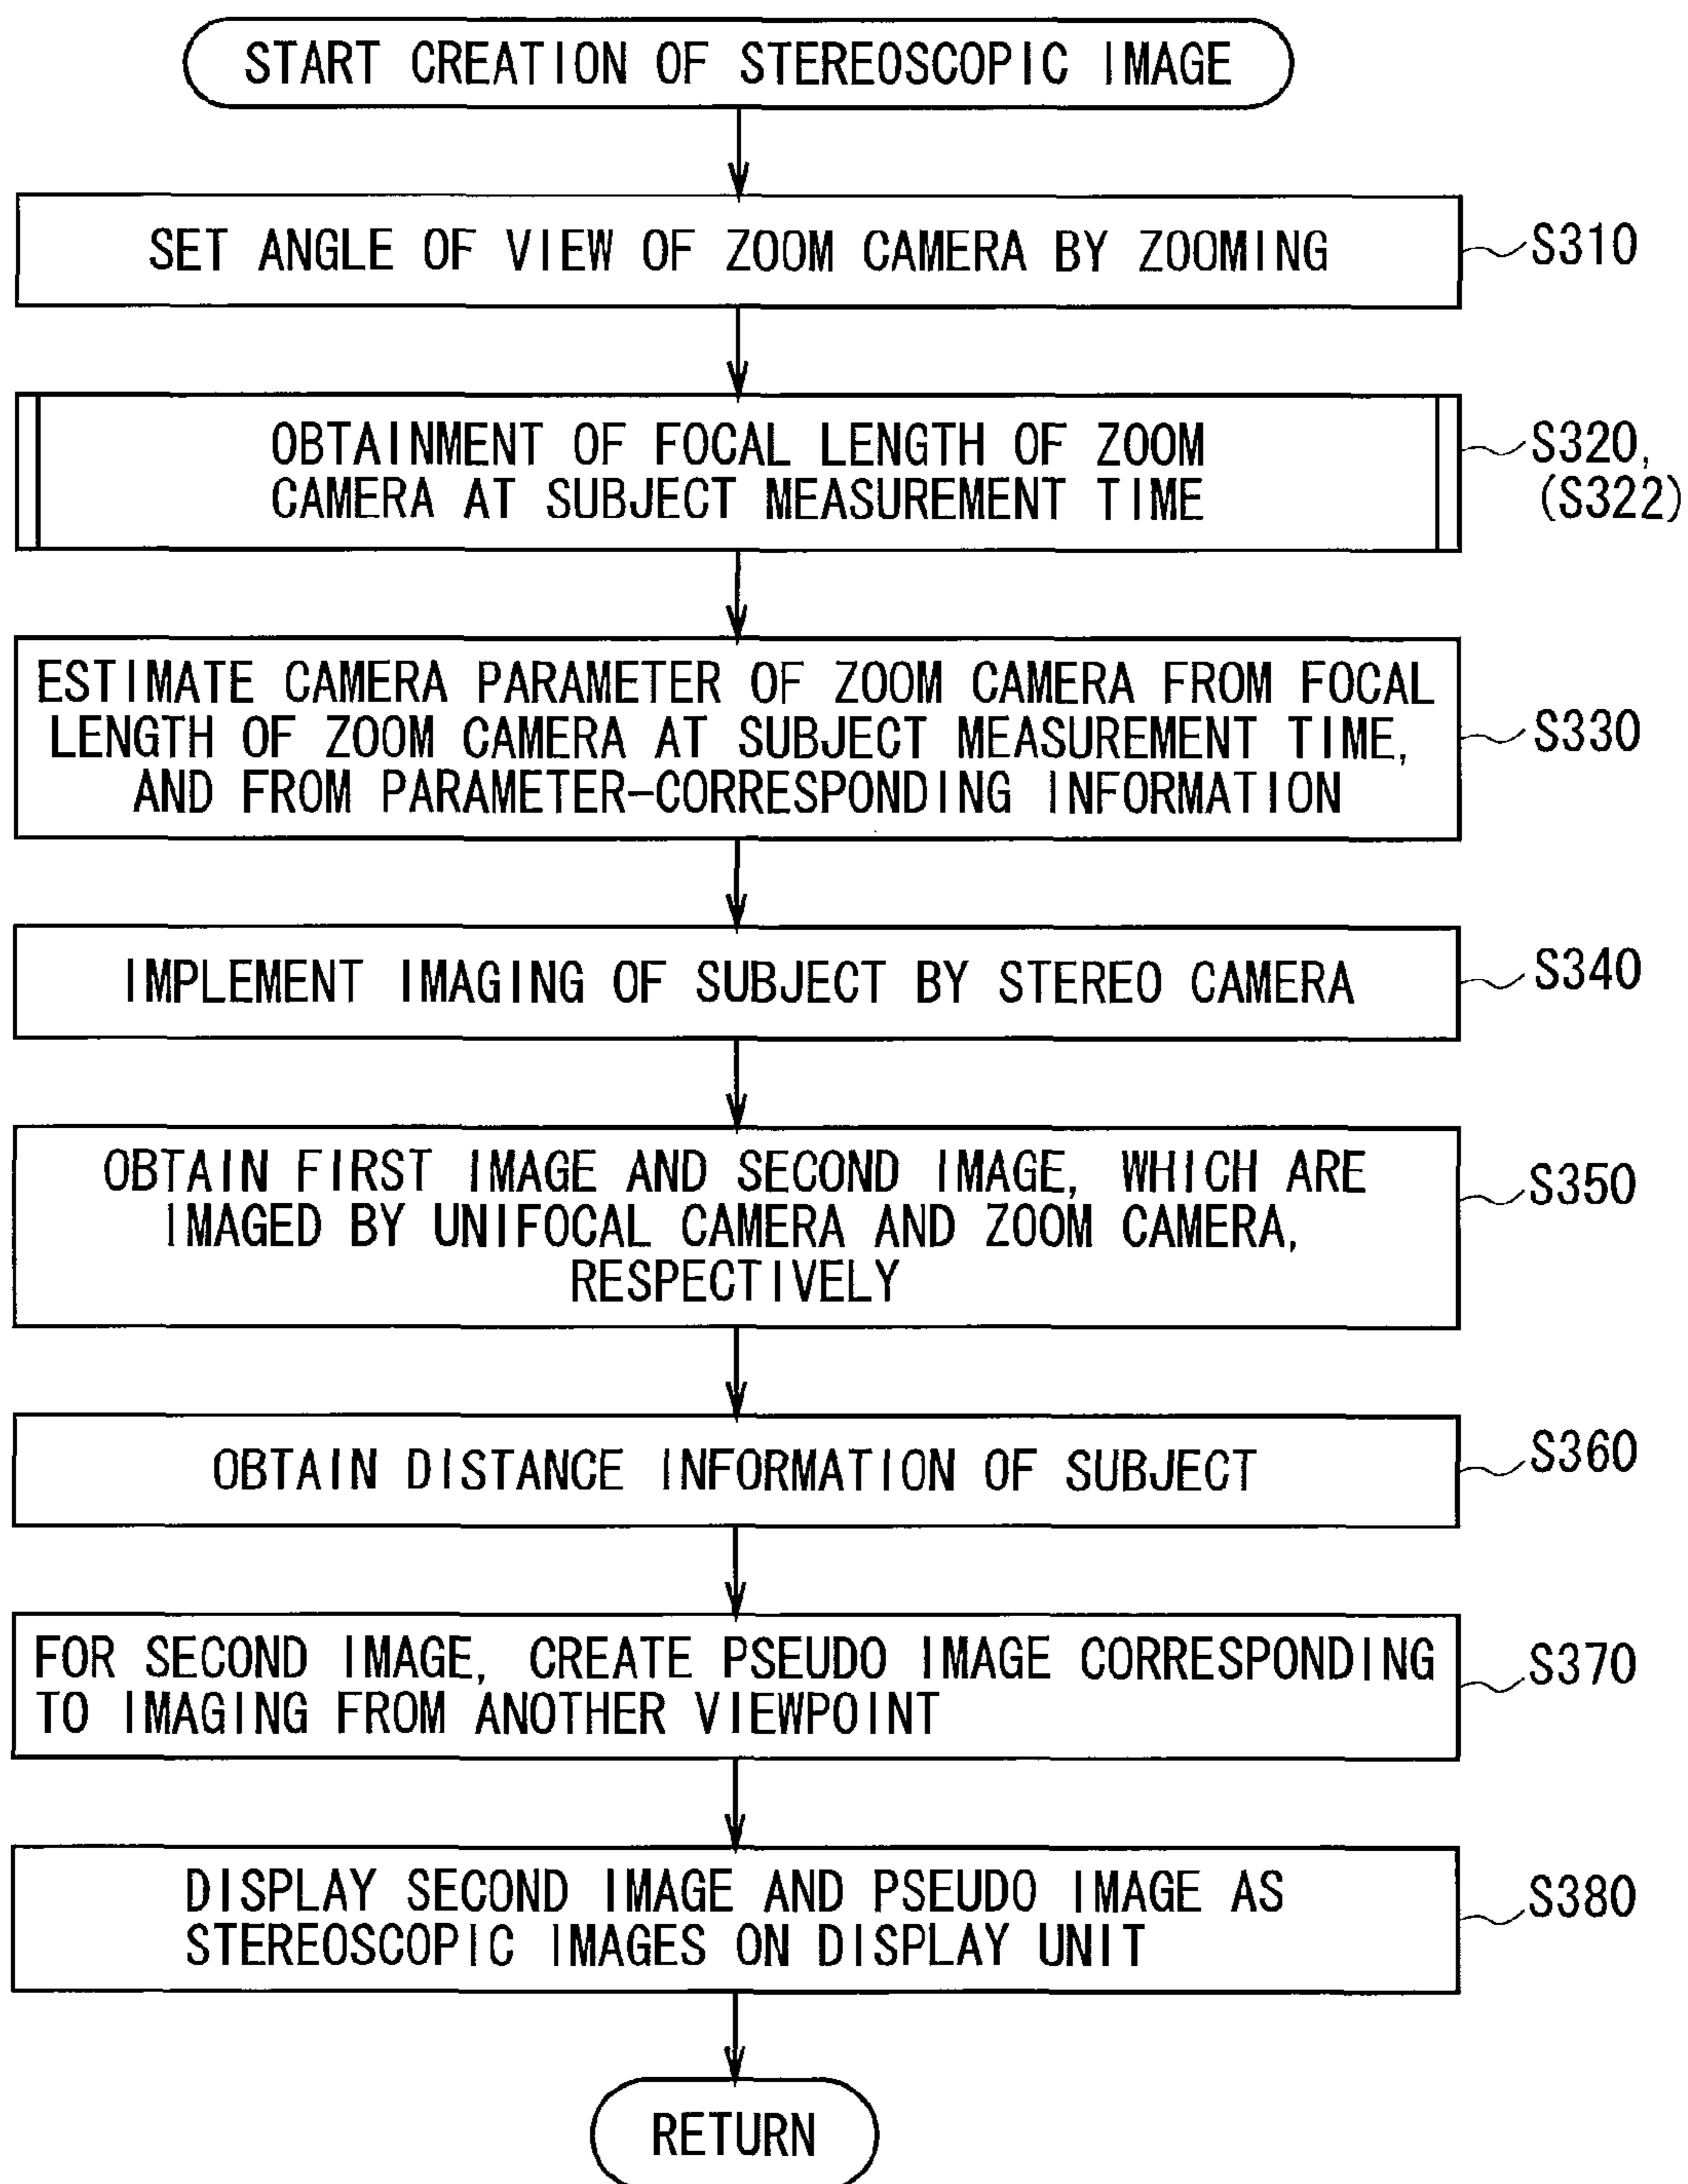 START CREATION OF STEREOSCOPIC IMAGE
SET ANGLE OF VIEW OF ZOOM CAMERA BY ZOOMING
S310
OBTAINMENT OF FOCAL LENGTH OF ZOOM
CAMERA AT SUBJECT MEASUREMENT TIME
S320,
(S322)
ESTIMATE CAMERA PARAMETER OF ZOOM CAMERA FROM FOCAL
LENGTH OF ZOOM CAMERA AT SUBJECT MEASUREMENT TIME,
AND FROM PARAMETER-CORRESPONDING INFORMATION
S330
IMPLEMENT IMAGING OF SUBJECT BY STEREO CAMERA
S340
OBTAIN FIRST IMAGE AND SECOND IMAGE, WHICH ARE
IMAGED BY UNIFOCAL CAMERA AND ZOOM CAMERA,
RESPECTIVELY
S350
OBTAIN DISTANCE INFORMATION OF SUBJECT
S360
FOR SECOND IMAGE, CREATE PSEUDO IMAGE CORRESPONDING
TO IMAGING FROM ANOTHER VIEWPOINT
S370
DISPLAY SECOND IMAGE AND PSEUDO IMAGE AS
STEREOSCOPIC IMAGES ON DISPLAY UNIT
S380
RETURN